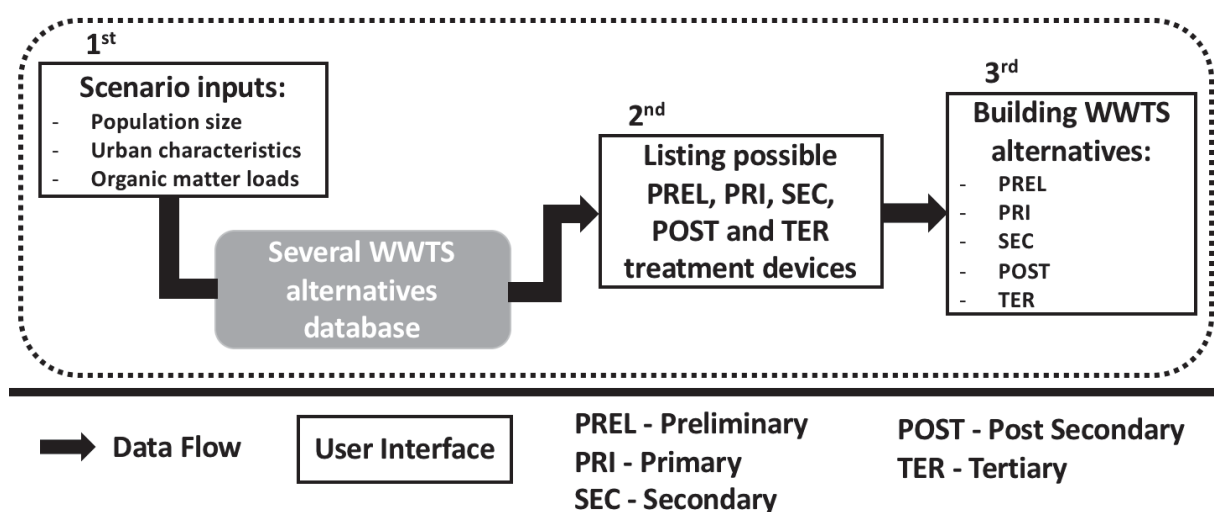 1st
Scenario inputs:
- Population size
- Urban characteristics
- Organic matter loads
Several WWTS
alternatives
database
2nd
Listing possible
PREL, PRI, SEC,
POST and TER
treatment devices
3rd
Building WWTS
alternatives:
- PREL
- PRI
- SEC
- POST
- TER
Data Flow
User Interface
PREL - Preliminary
PRI - Primary
SEC - Secondary
POST - Post Secondary
TER - Tertiary